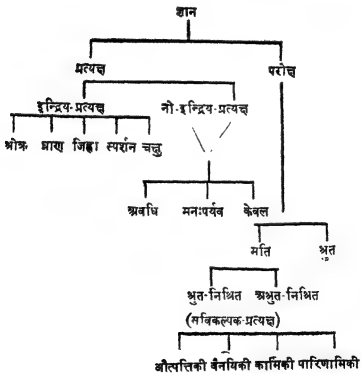 ज्ञान
प्रत्यक्ष परोक्ष
इन्द्रिय-प्रत्यक्ष नो-इन्द्रिय-प्रत्यक्ष
श्रोत्र घ्राण जिह्वा स्पर्शन चक्षु
अवधि मनःपर्यव केवल
मति श्रुत
श्रुत-निश्रित अश्रुत-निश्रित
(सविकल्पक-प्रत्यक्ष)
औत्पत्तिकी वैनयिकी कार्मिकी पारिणामिकी